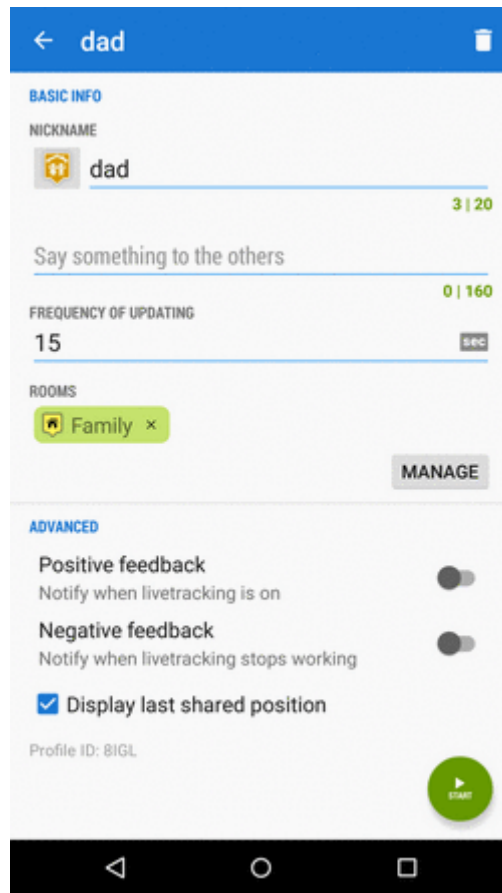 dad
BASIC INFO
NICKNAME
dad
3 | 20
Say something to the others
0 | 160
FREQUENCY OF UPDATING
15 sec
ROOMS
Family ×
MANAGE
ADVANCED
Positive feedback
Notify when livetracking is on
Negative feedback
Notify when livetracking stops working
Display last shared position
Profile ID: 8IGL
START